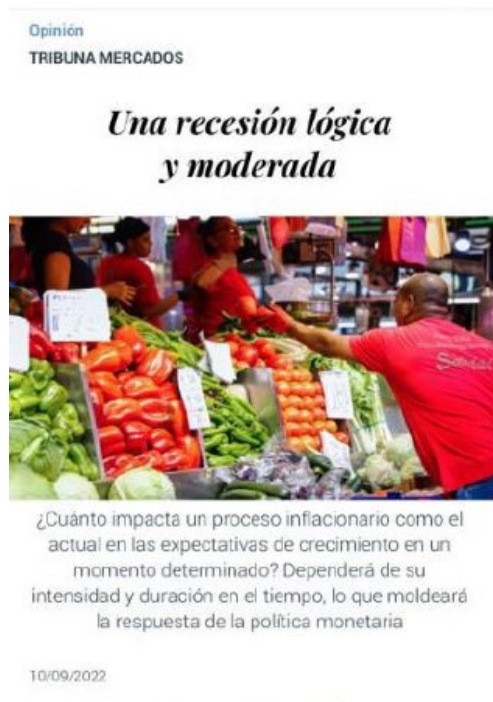 Opinión
TRIBUNA MERCADOS
Una recesión lógica
y moderada
¿Cuánto impacta un proceso inflacionario como el
actual en las expectativas de crecimiento en un
momento determinado? Dependerá de su
intensidad y duración en el tiempo, lo que moldeará
la respuesta de la política monetaria
10/09/2022